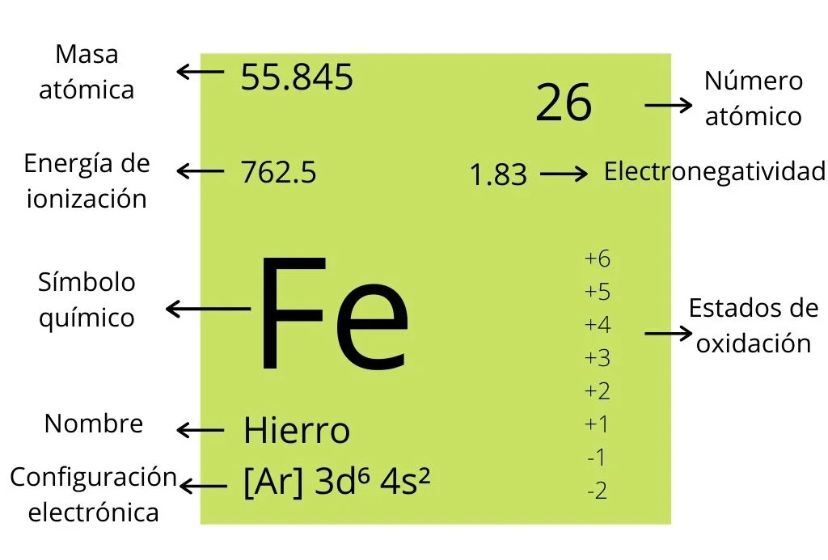 Masa
atómica
55.845
26
Número
atómico
Energía de
ionización
762.5
1.83
Electronegatividad
Símbolo
químico
Fe
+6
+5
+4
+3
+2
+1
-1
-2
Estados de
oxidación
Nombre
Hierro
Configuración
electrónica
[Ar] 3d⁶ 4s²